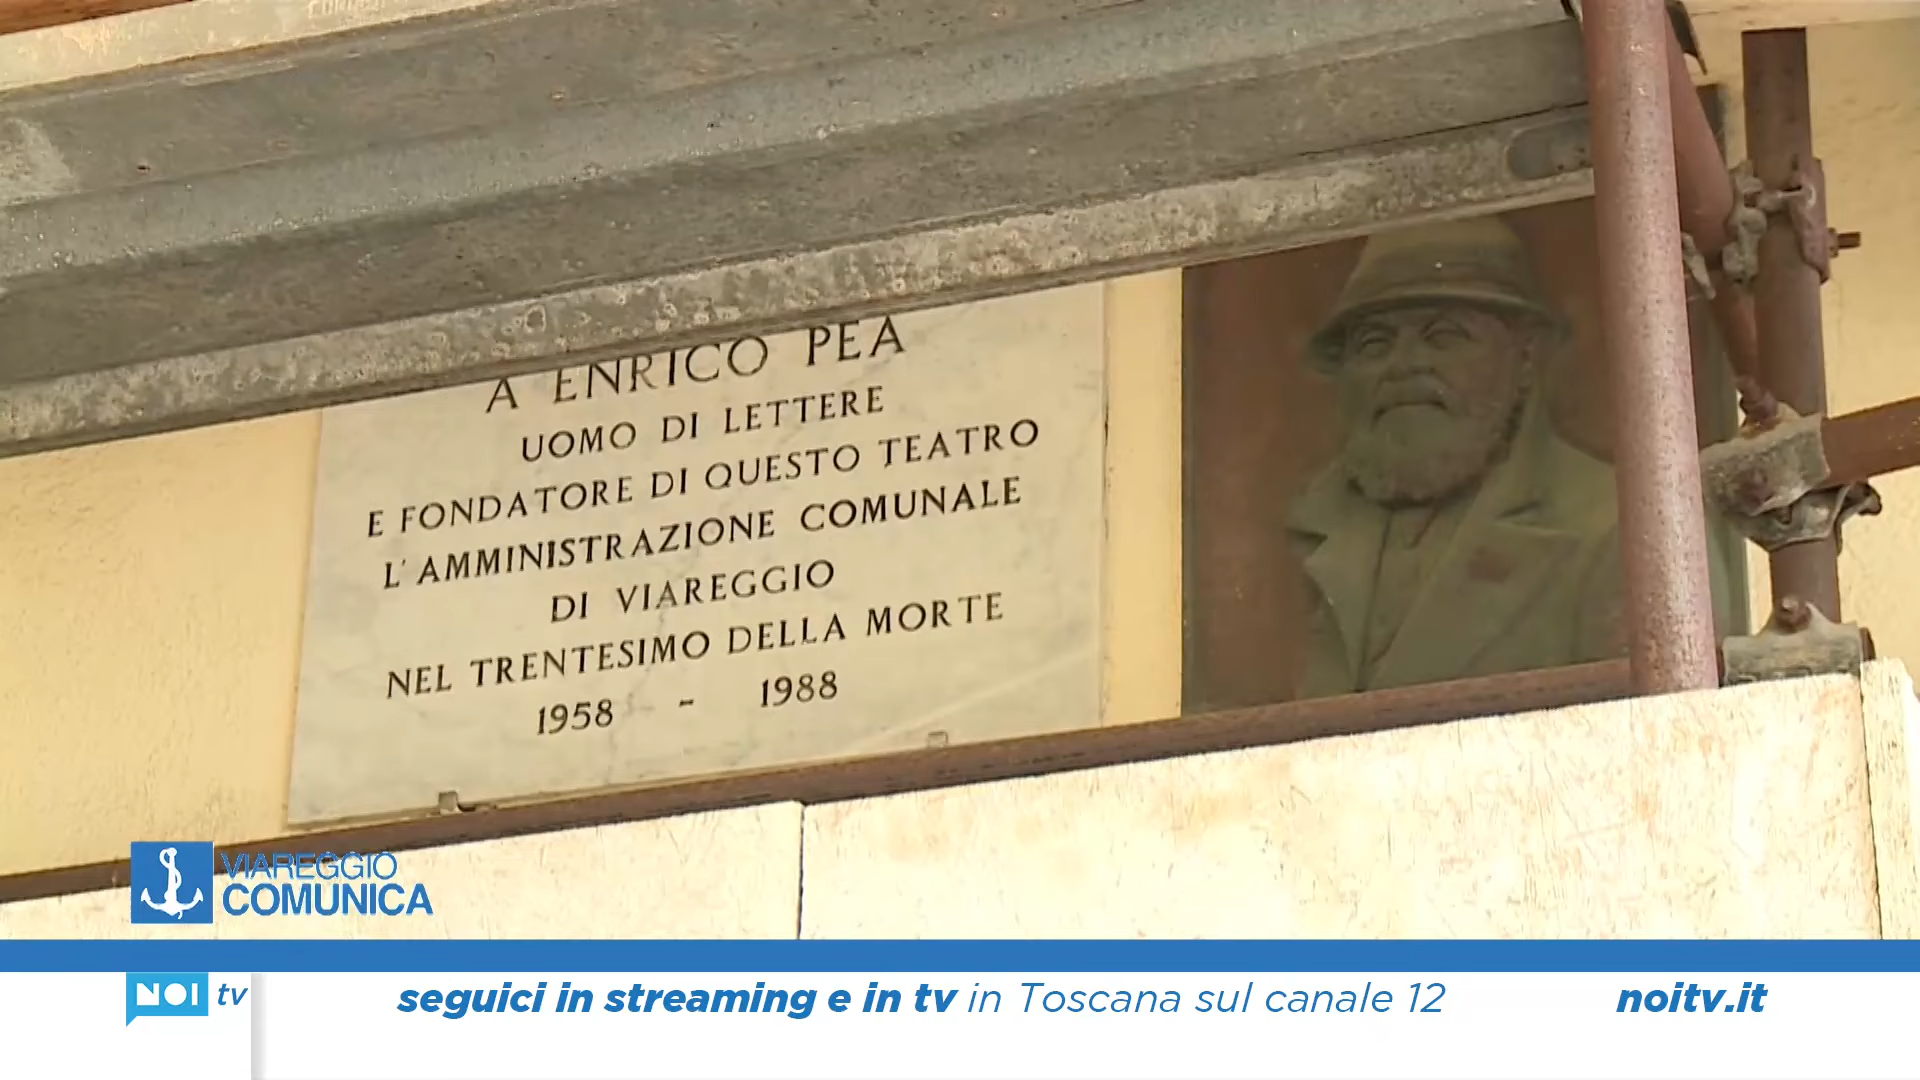 A ENRICO PEA
UOMO DI LETTERE
E FONDATORE DI QUESTO TEATRO
L'AMMINISTRAZIONE COMUNALE
DI VIAREGGIO
NEL TRENTESIMO DELLA MORTE
1958 - 1988
VIAREGGIO
COMUNICA
NOI tv
seguici in streaming e in tv in Toscana sul canale 12
noitv.it